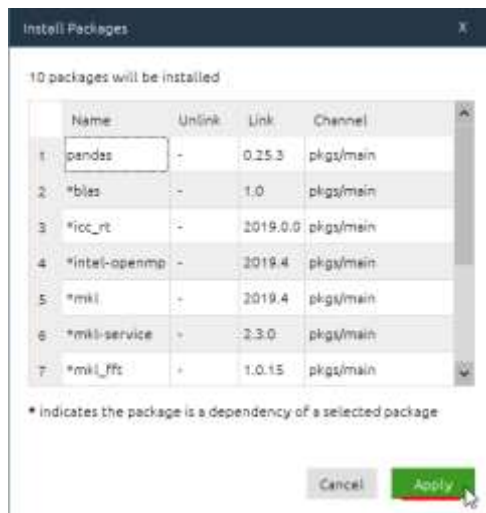 Install Packages X
10 packages will be installed
Name Unlink Link Channel
1 pandas - 0.25.3 pkgs/main
2 *blas - 1.0 pkgs/main
3 *icc_rt - 2019.0.0 pkgs/main
4 *intel-openmp - 2019.4 pkgs/main
5 *mkl - 2019.4 pkgs/main
6 *mkl-service - 2.3.0 pkgs/main
7 *mkl_fft - 1.0.15 pkgs/main
* indicates the package is a dependency of a selected package
Cancel Apply